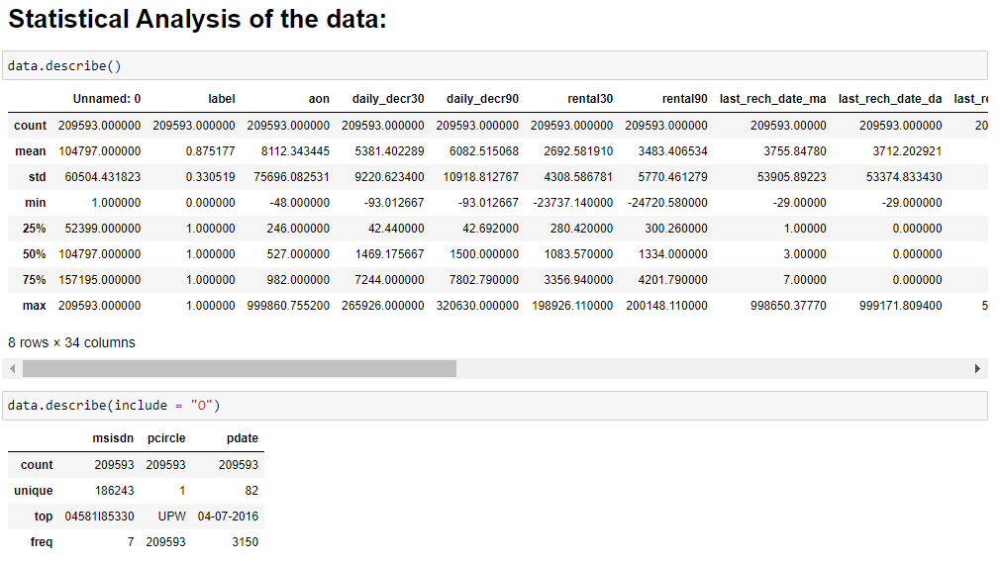 Statistical Analysis of the data:
data.describe()
Unnamed: 0 label aon daily_decr30 daily_decr90 rental30 rental90 last_rech_date_ma last_rech_date_da last_re
count 209593.000000 209593.000000 209593.000000 209593.000000 209593.000000 209593.000000 209593.000000 209593.00000 209593.000000 20
mean 104797.000000 0.875177 8112.343445 5381.402289 6082.515068 2692.581910 3483.406534 3755.84780 3712.202921
std 60504.431823 0.330519 75696.082531 9220.623400 10918.812767 4308.586781 5770.461279 53905.89223 53374.833430
min 1.000000 0.000000 -48.000000 -93.012667 -93.012667 -23737.140000 -24720.580000 -29.00000 -29.000000
25% 52399.000000 1.000000 246.000000 42.440000 42.692000 280.420000 300.260000 1.00000 0.000000
50% 104797.000000 1.000000 527.000000 1469.175667 1500.000000 1083.570000 1334.000000 3.00000 0.000000
75% 157195.000000 1.000000 982.000000 7244.000000 7802.790000 3356.940000 4201.790000 7.00000 0.000000
max 209593.000000 1.000000 999860.755200 265926.000000 320630.000000 198926.110000 200148.110000 998650.37770 999171.809400 5
8 rows × 34 columns
data.describe(include = "O")
msisdn pcircle pdate
count 209593 209593 209593
unique 186243 1 82
top 04581I85330 UPW 04-07-2016
freq 7 209593 3150